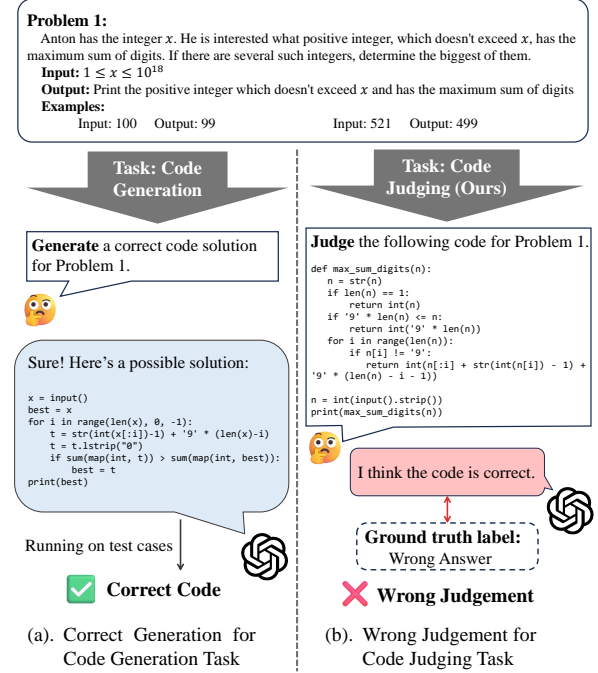 Problem 1:
Anton has the integer x. He is interested what positive integer, which doesn't exceed x, has the
maximum sum of digits. If there are several such integers, determine the biggest of them.
Input: 1 ≤ x ≤ 10^18
Output: Print the positive integer which doesn't exceed x and has the maximum sum of digits
Examples:
Input: 100 Output: 99 Input: 521 Output: 499
Task: Code
Generation
Generate a correct code solution
for Problem 1.
Sure! Here's a possible solution:
x = input()
best = x
for i in range(len(x), 0, -1):
    t = str(int(x[:i])-1) + '9' * (len(x)-i)
    t = t.lstrip("0")
    if sum(map(int, t)) > sum(map(int, best)):
        best = t
print(best)
Running on test cases
Correct Code
(a). Correct Generation for
Code Generation Task
Task: Code
Judging (Ours)
Judge the following code for Problem 1.
def max_sum_digits(n):
    n = str(n)
    if len(n) == 1:
        return int(n)
    if '9' * len(n) <= n:
        return int('9' * len(n))
    for i in range(len(n)):
        if n[i] != '9':
            return int(n[:i] + str(int(n[i]) - 1) +
'9' * (len(n) - i - 1))
n = int(input().strip())
print(max_sum_digits(n))
I think the code is correct.
Ground truth label:
Wrong Answer
Wrong Judgement
(b). Wrong Judgement for
Code Judging Task